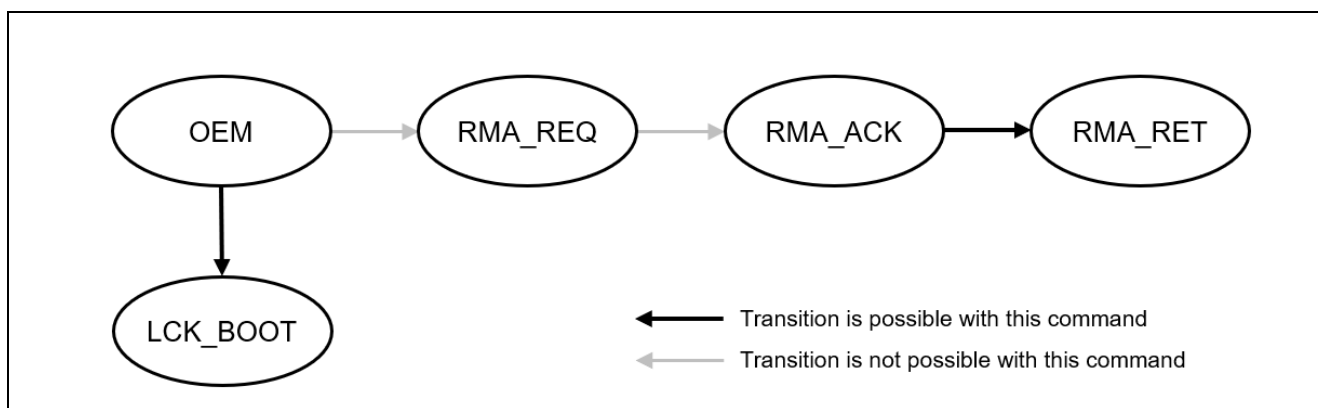 OEM
RMA_REQ
RMA_ACK
RMA_RET
LCK_BOOT
Transition is possible with this command
Transition is not possible with this command